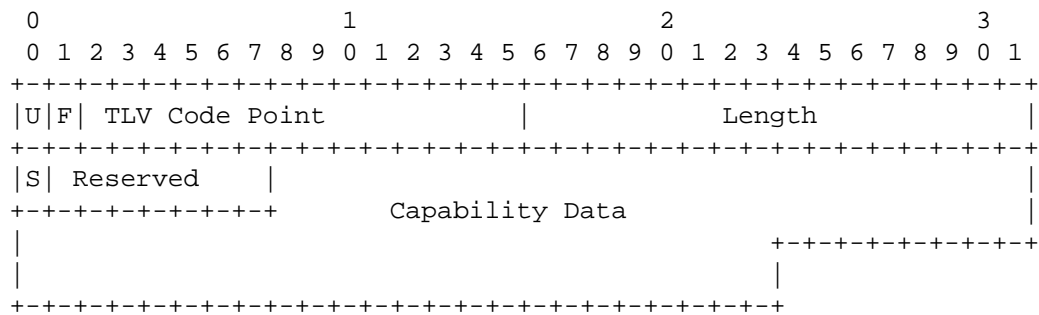 0                   1                   2                   3
 0 1 2 3 4 5 6 7 8 9 0 1 2 3 4 5 6 7 8 9 0 1 2 3 4 5 6 7 8 9 0 1
+-+-+-+-+-+-+-+-+-+-+-+-+-+-+-+-+-+-+-+-+-+-+-+-+-+-+-+-+-+-+-+-+
|U|F| TLV Code Point            |            Length             |
+-+-+-+-+-+-+-+-+-+-+-+-+-+-+-+-+-+-+-+-+-+-+-+-+-+-+-+-+-+-+-+-+
|S| Reserved    |                                               |
+-+-+-+-+-+-+-+-+       Capability Data                         |
|                                               +-+-+-+-+-+-+-+-+
|                                               |
+-+-+-+-+-+-+-+-+-+-+-+-+-+-+-+-+-+-+-+-+-+-+-+-+